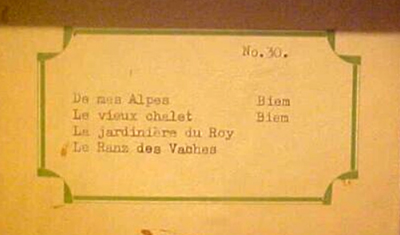 No.30.
De mes Alpes Biem
Le vieux chalet Biem
La jardinière du Roy
Le Ranz des Vaches